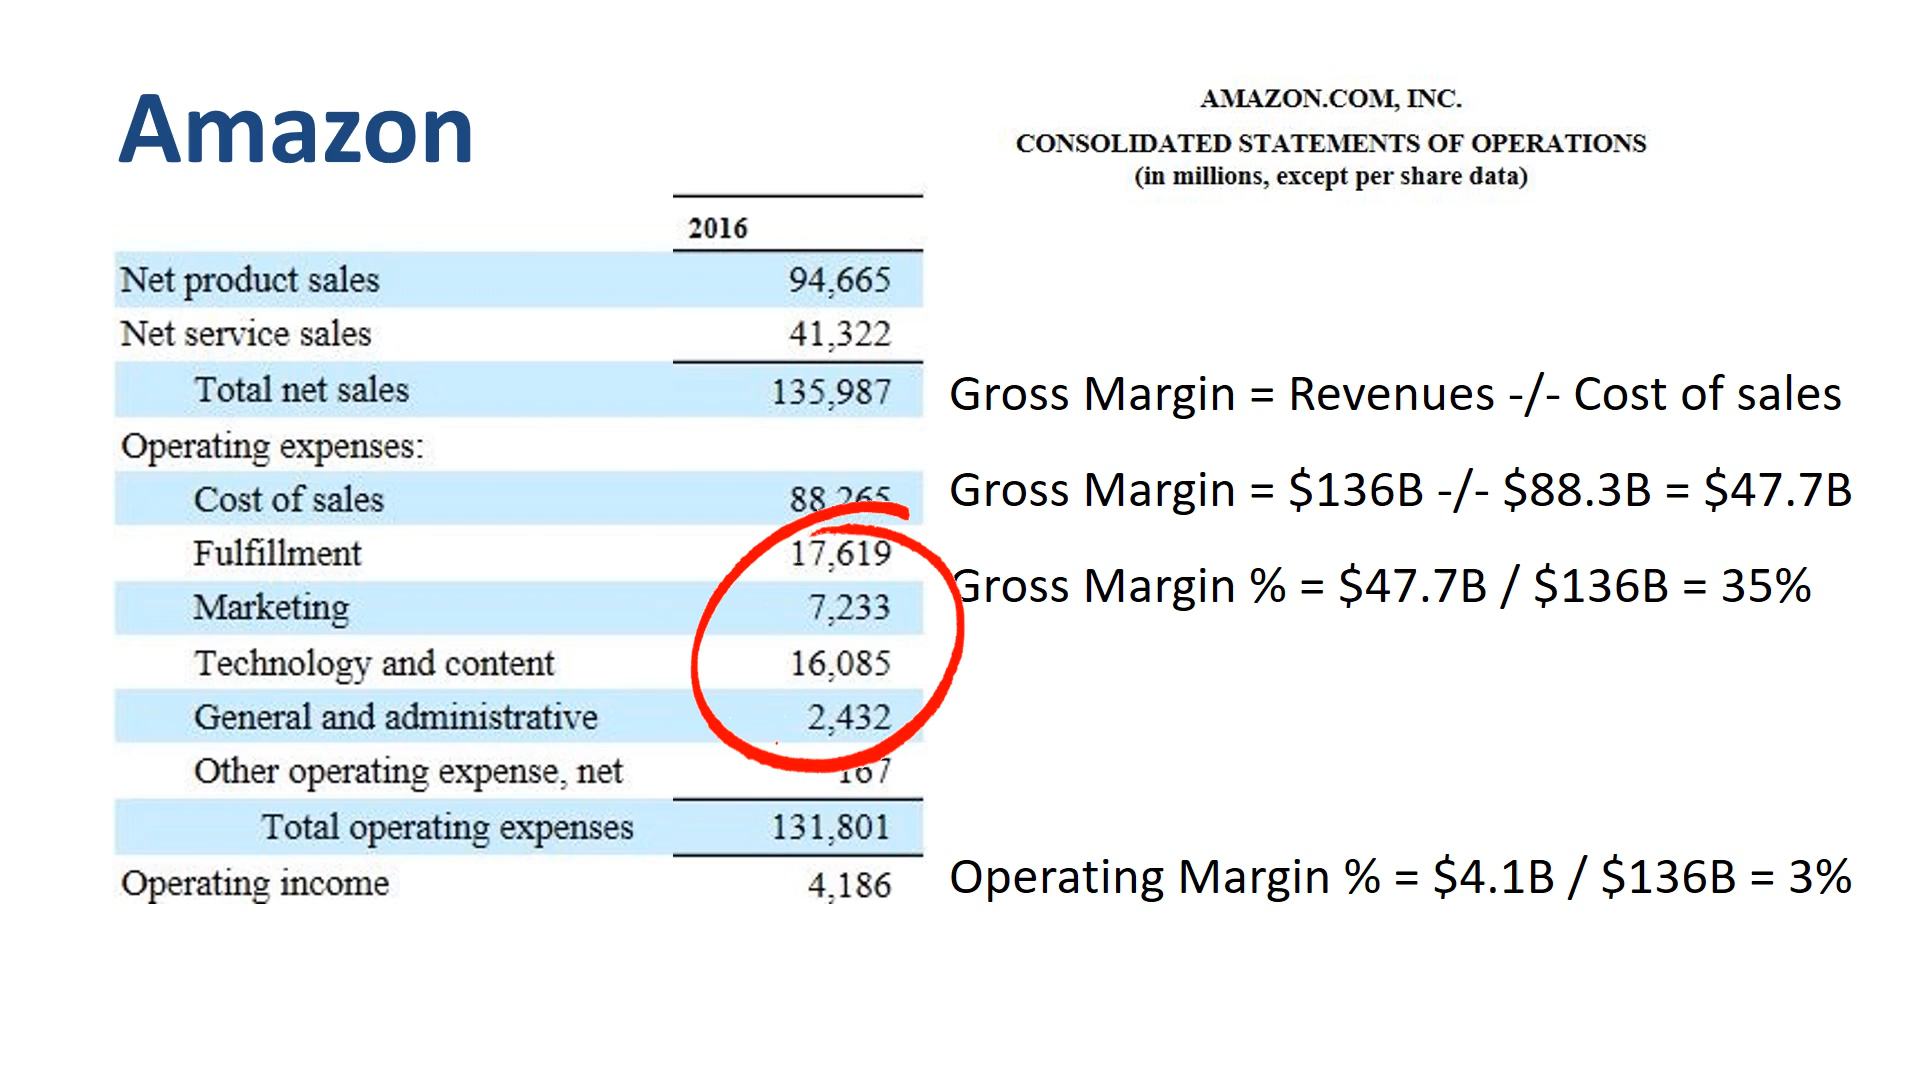 Amazon
AMAZON.COM, INC.
CONSOLIDATED STATEMENTS OF OPERATIONS
(in millions, except per share data)
2016
Net product sales 94,665
Net service sales 41,322
Total net sales 135,987
Gross Margin = Revenues -/- Cost of sales
Operating expenses:
Cost of sales 88,265
Gross Margin = $136B -/- $88.3B = $47.7B
Fulfillment 17,619
Gross Margin % = $47.7B / $136B = 35%
Marketing 7,233
Technology and content 16,085
General and administrative 2,432
Other operating expense, net 167
Total operating expenses 131,801
Operating income 4,186
Operating Margin % = $4.1B / $136B = 3%